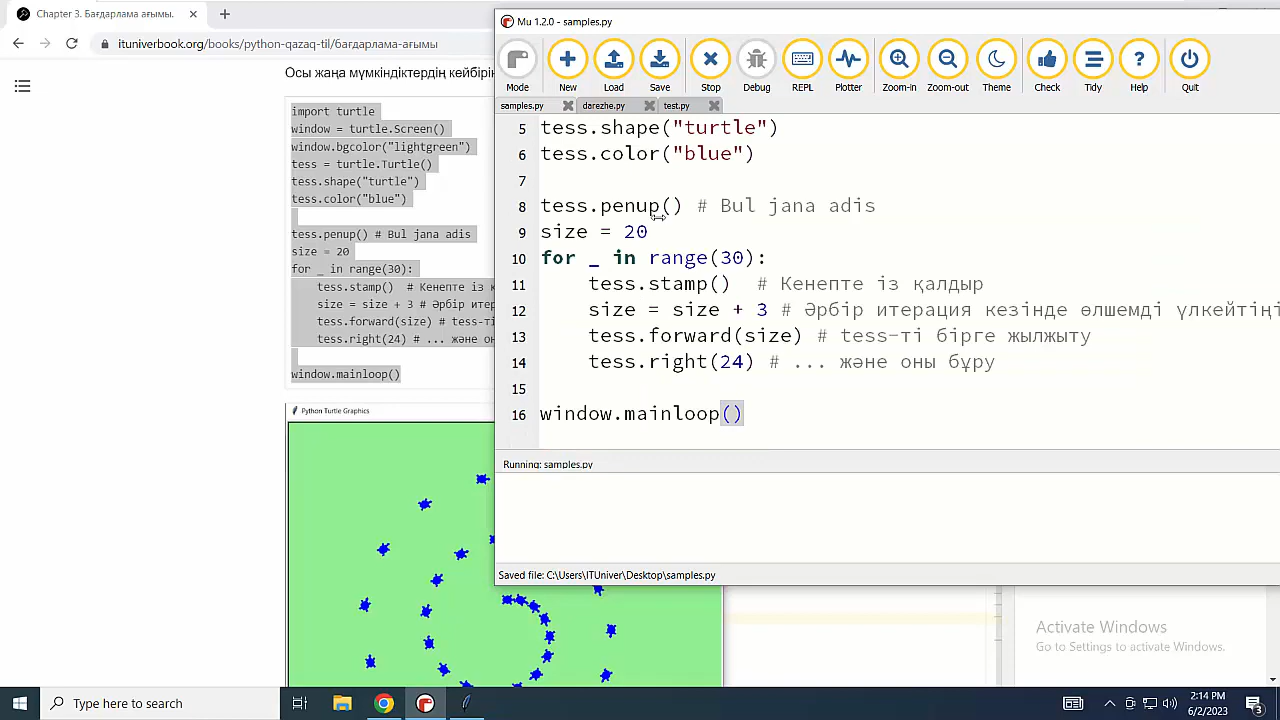 Chapter 3. Бағдарлама ағымы.
ituniverbook.org/books/python-qazaq-til/бағдарлама-ағымы
Осы жаңа мүмкіндіктердің кейбірін
import turtle
window = turtle.Screen()
window.bgcolor("lightgreen")
tess = turtle.Turtle()
tess.shape("turtle")
tess.color("blue")
tess.penup() # Bul jana adis
size = 20
for _ in range(30):
tess.stamp() # Кенепте із қ
size = size + 3 # Әрбір итерац
tess.forward(size) # tess-ті
tess.right(24) # ... және он
window.mainloop()
Python Turtle Graphics
Mu 1.2.0 - samples.py
Mode New Load Save Stop Debug REPL Plotter Zoom-in Zoom-out Theme Check Tidy Help Quit
samples.py darezhe.py test.py
5 tess.shape("turtle")
6 tess.color("blue")
7
8 tess.penup() # Bul jana adis
9 size = 20
10 for _ in range(30):
11 tess.stamp() # Кенепте із қалдыр
12 size = size + 3 # Әрбір итерация кезінде өлшемді үлкейтіңі
13 tess.forward(size) # tess-ті бірге жылжыту
14 tess.right(24) # ... және оны бұру
15
16 window.mainloop()
Running: samples.py
Saved file: C:\Users\ITUniver\Desktop\samples.py
Activate Windows
Go to Settings to activate Windows.
Type here to search
2:14 PM
6/2/2023
3